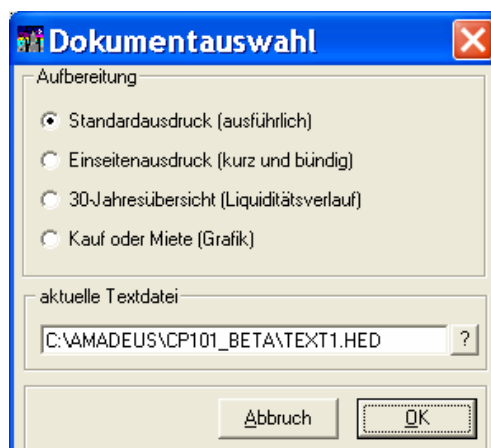 Dokumentauswahl
Aufbereitung
Standardausdruck (ausführlich)
Einseitenausdruck (kurz und bündig)
30-Jahresübersicht (Liquiditätsverlauf)
Kauf oder Miete (Grafik)
aktuelle Textdatei
C:\AMADEUS\CP101_BETA\TEXT1.HED ?
Abbruch OK